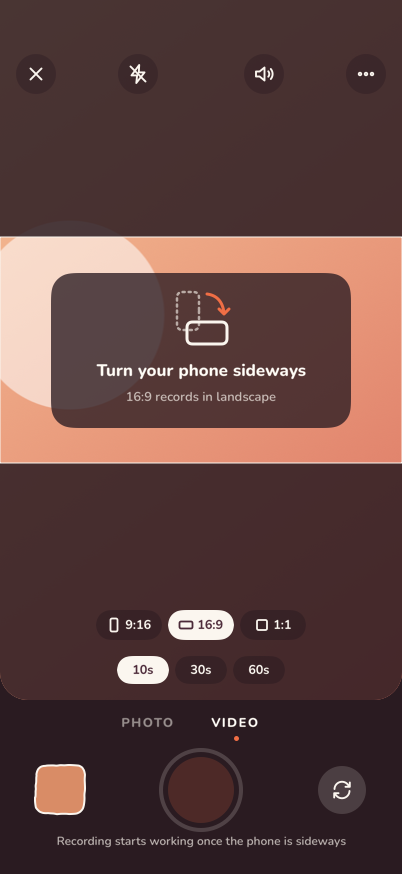 Turn your phone sideways
16:9 records in landscape
9:16 16:9 1:1
10s 30s 60s
PHOTO VIDEO
Recording starts working once the phone is sideways